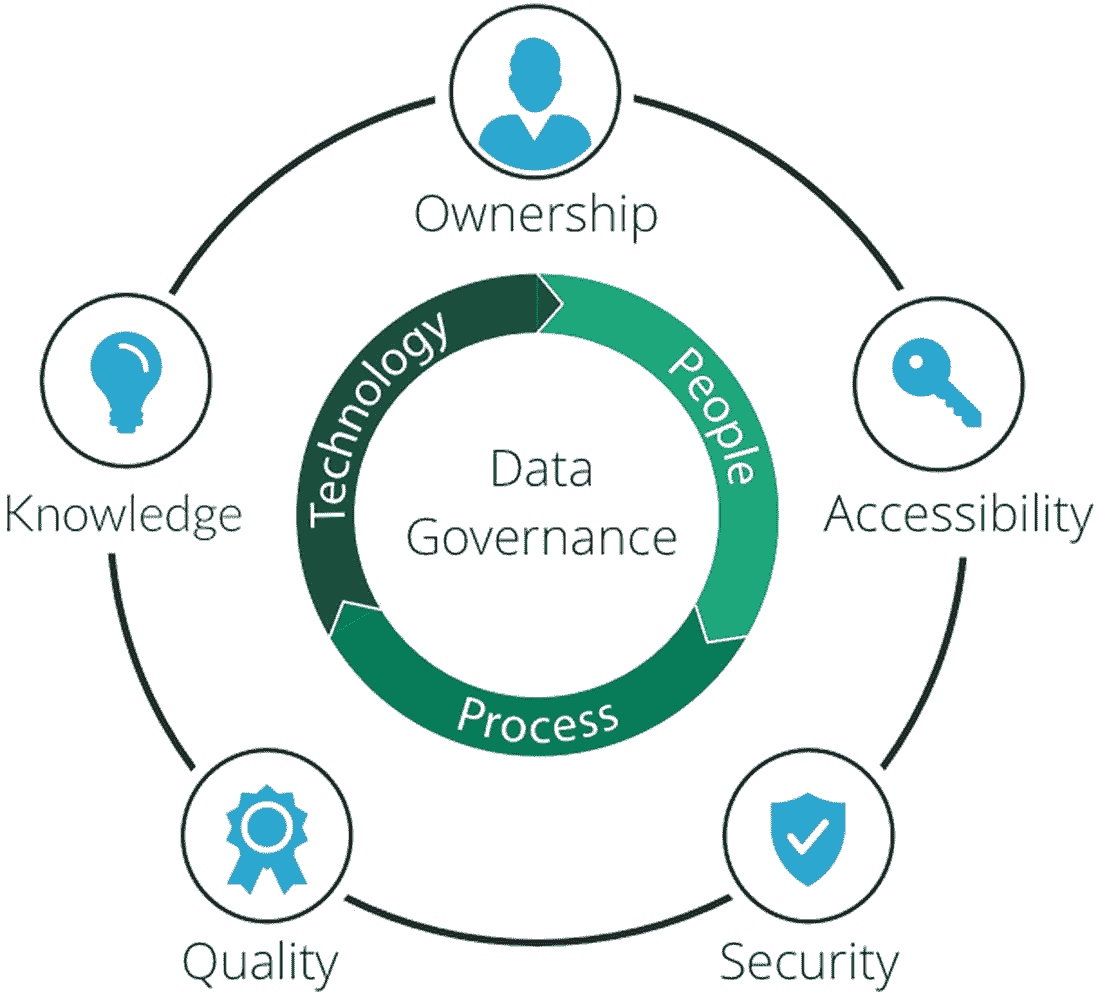 Ownership
Technology
People
Data
Governance
Knowledge
Accessibility
Process
Quality
Security